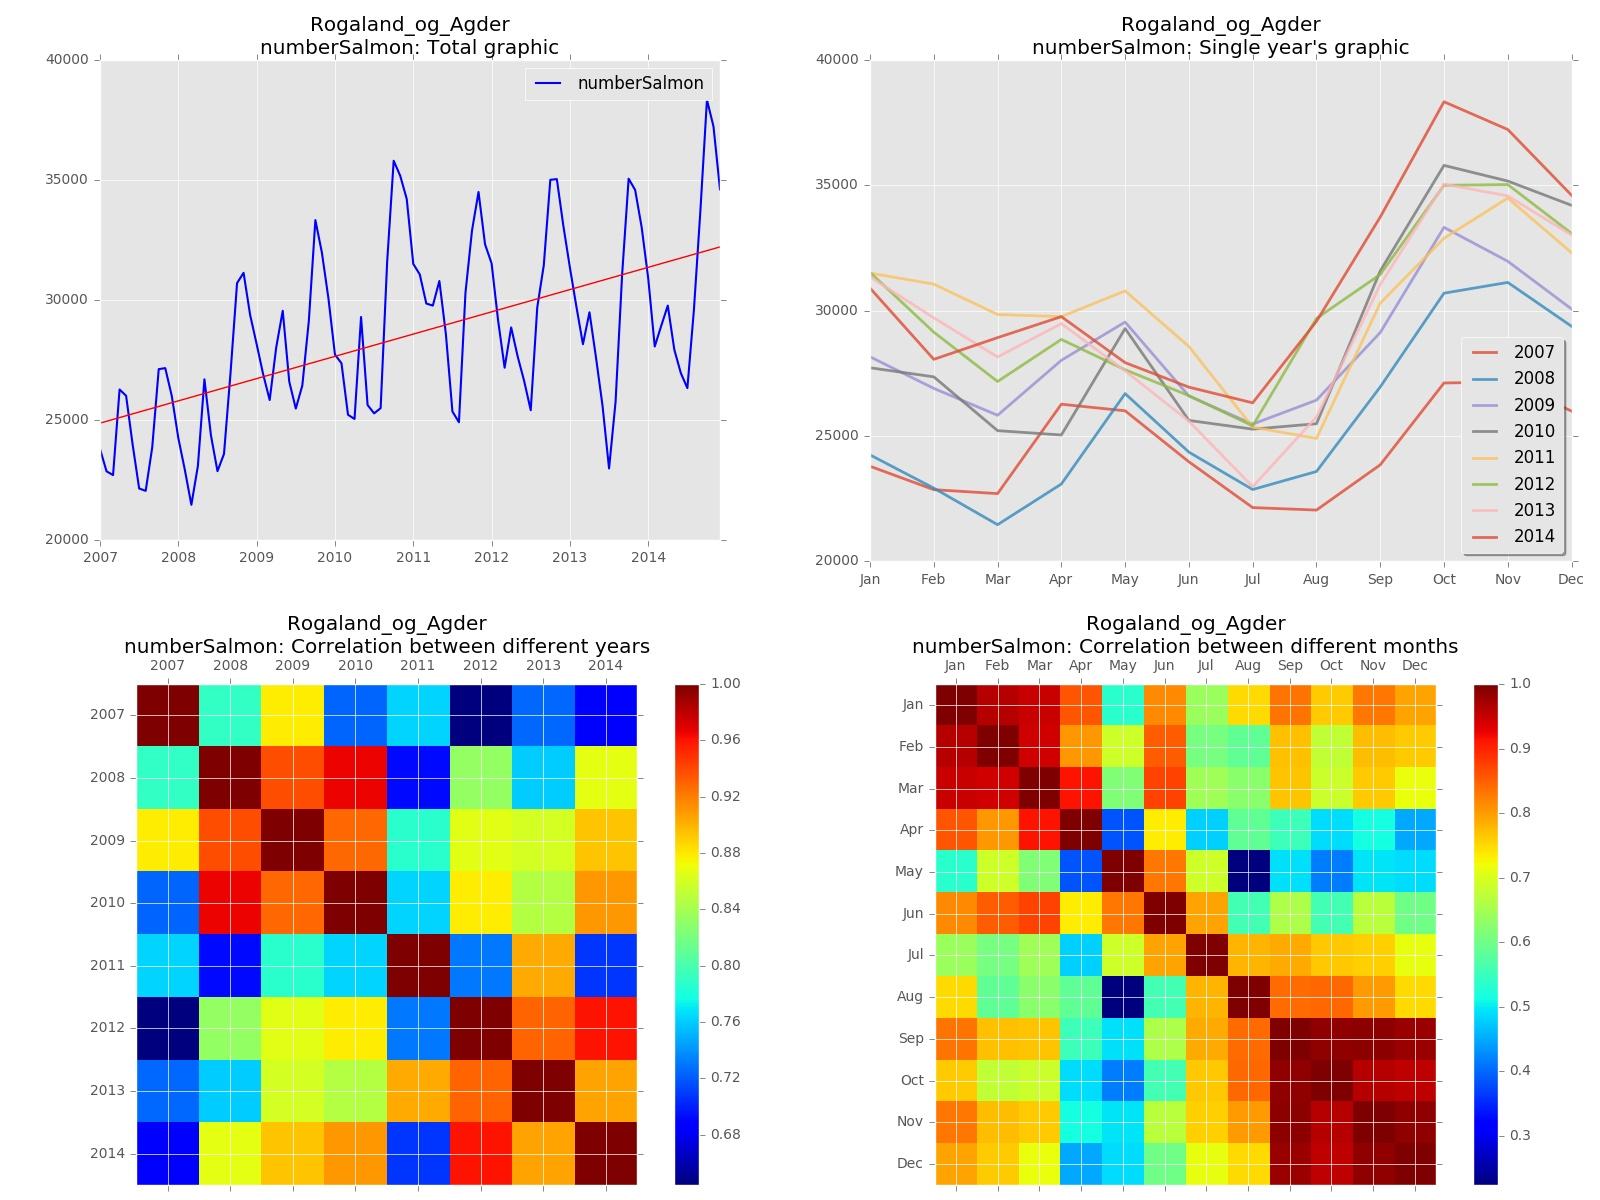 Rogaland_og_Agder
numberSalmon: Total graphic
40000
35000
30000
25000
20000
numberSalmon
2007 2008 2009 2010 2011 2012 2013 2014
Rogaland_og_Agder
numberSalmon: Single year's graphic
40000
35000
30000
25000
20000
2007
2008
2009
2010
2011
2012
2013
2014
Jan Feb Mar Apr May Jun Jul Aug Sep Oct Nov Dec
Rogaland_og_Agder
numberSalmon: Correlation between different years
2007 2008 2009 2010 2011 2012 2013 2014
2007
2008
2009
2010
2011
2012
2013
2014
1.00
0.96
0.92
0.88
0.84
0.80
0.76
0.72
0.68
Rogaland_og_Agder
numberSalmon: Correlation between different months
Jan Feb Mar Apr May Jun Jul Aug Sep Oct Nov Dec
Jan
Feb
Mar
Apr
May
Jun
Jul
Aug
Sep
Oct
Nov
Dec
1.0
0.9
0.8
0.7
0.6
0.5
0.4
0.3